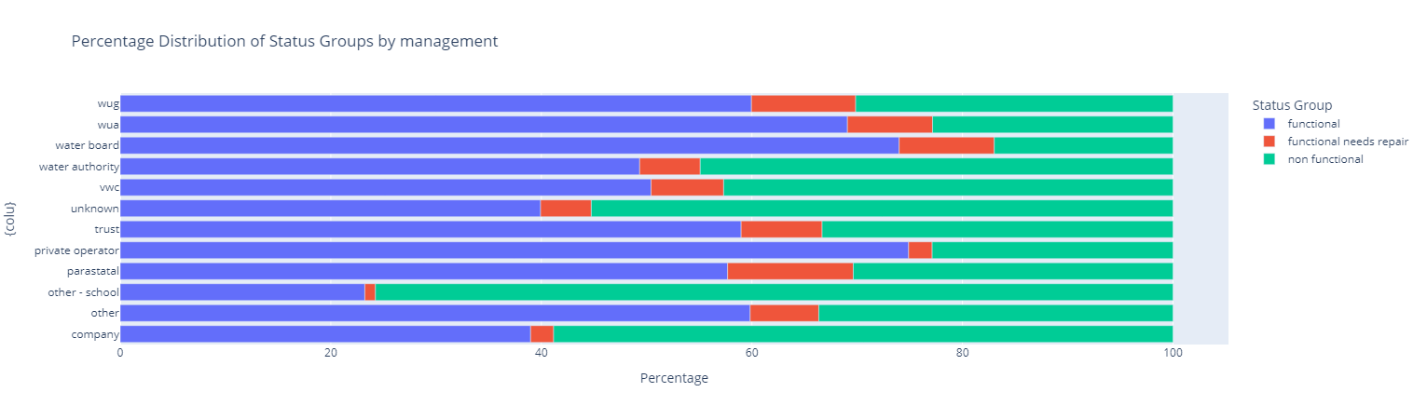 Percentage Distribution of Status Groups by management
Status Group
functional
functional needs repair
non functional
{colu}
wug
wua
water board
water authority
vwc
unknown
trust
private operator
parastatal
other - school
other
company
0 20 40 60 80 100
Percentage